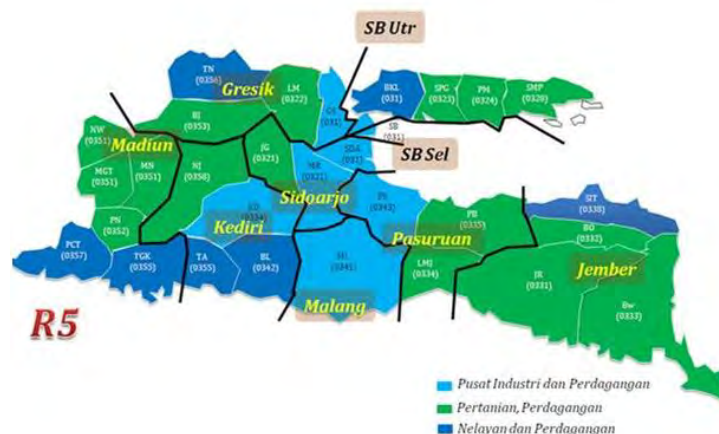 SB Utr
TN
(0356)
Gresik
LM
(0322)
GS
(031)
BKL
(031)
SPG
(0323)
PM
(0324)
SMP
(0328)
BJ
(0353)
NW
(0351)
Madiun
MGT
(0351)
MN
(0351)
NJ
(0358)
JG
(0321)
MR
(0321)
SDA
(031)
SB
(031)
SB Sel
Sidoarjo
PN
(0352)
KD
(0354)
Kediri
PS
(0343)
Pasuruan
PB
(0335)
SIT
(0338)
BO
(0332)
PCT
(0357)
TGK
(0355)
TA
(0355)
BL
(0342)
ML
(0341)
Malang
LMJ
(0334)
JR
(0331)
Jember
Bw
(0333)
R5
Pusat Industri dan Perdagangan
Pertanian, Perdagangan
Nelayan dan Perdagangan